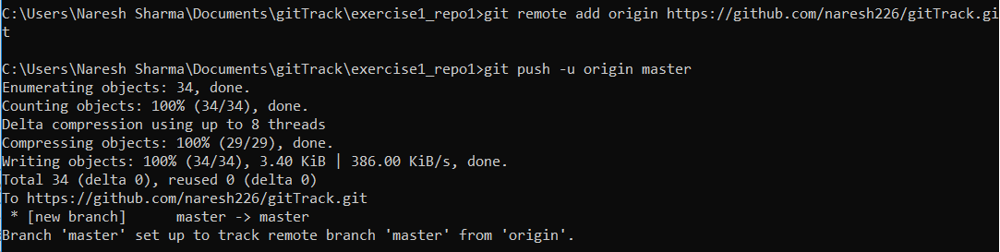 C:\Users\Naresh Sharma\Documents\gitTrack\exercise1_repo1>git remote add origin https://github.com/naresh226/gitTrack.gi
t
C:\Users\Naresh Sharma\Documents\gitTrack\exercise1_repo1>git push -u origin master
Enumerating objects: 34, done.
Counting objects: 100% (34/34), done.
Delta compression using up to 8 threads
Compressing objects: 100% (29/29), done.
Writing objects: 100% (34/34), 3.40 KiB | 386.00 KiB/s, done.
Total 34 (delta 0), reused 0 (delta 0)
To https://github.com/naresh226/gitTrack.git
 * [new branch]      master -> master
Branch 'master' set up to track remote branch 'master' from 'origin'.